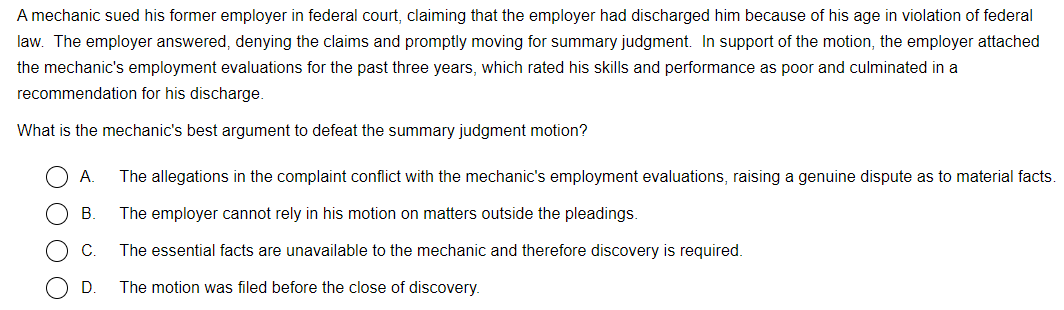 A mechanic sued his former employer in federal court, claiming that the employer had discharged him because of his age in violation of federal
law.  The employer answered, denying the claims and promptly moving for summary judgment.  In support of the motion, the employer attached
the mechanic's employment evaluations for the past three years, which rated his skills and performance as poor and culminated in a
recommendation for his discharge.
What is the mechanic's best argument to defeat the summary judgment motion?
A. The allegations in the complaint conflict with the mechanic's employment evaluations, raising a genuine dispute as to material facts.
B. The employer cannot rely in his motion on matters outside the pleadings.
C. The essential facts are unavailable to the mechanic and therefore discovery is required.
D. The motion was filed before the close of discovery.